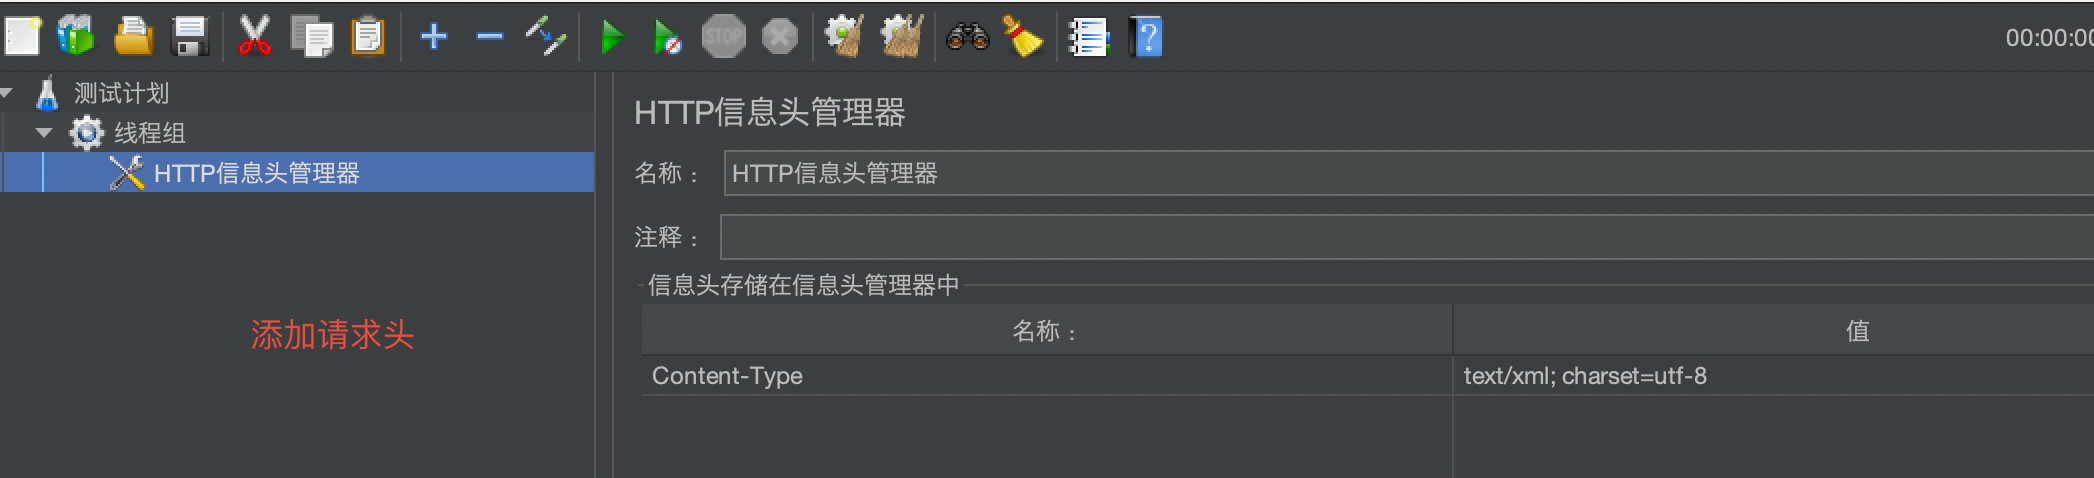 STOP
00:00:00
测试计划
线程组
HTTP信息头管理器
添加请求头
HTTP信息头管理器
名称：
HTTP信息头管理器
注释：
信息头存储在信息头管理器中
名称： 值
Content-Type text/xml; charset=utf-8